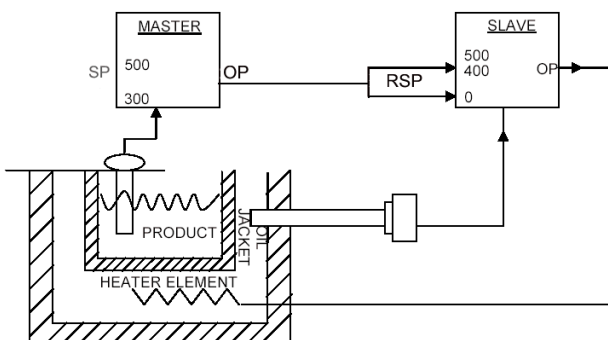 MASTER
SP
500
OP
300
SLAVE
500
400
OP
RSP
0
PRODUCT
OIL
JACKET
HEATER ELEMENT